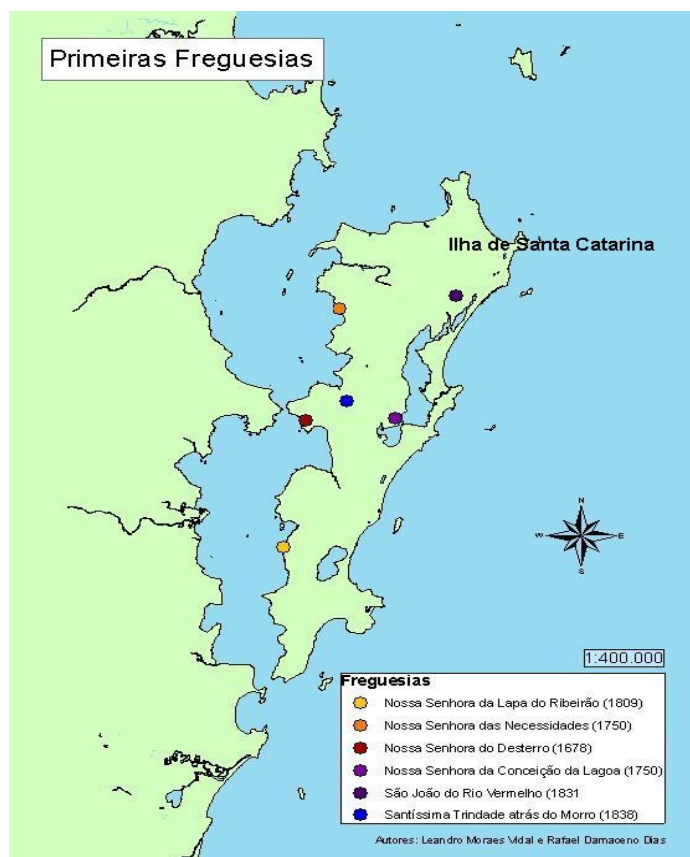 Primeiras Freguesias
Ilha de Santa Catarina
N
W E
S
1:400.000
Freguesias
Nossa Senhora da Lapa do Ribeirão (1809)
Nossa Senhora das Necessidades (1750)
Nossa Senhora do Desterro (1678)
Nossa Senhora da Conceição da Lagoa (1750)
São João do Rio Vermelho (1831
Santíssima Trindade atrás do Morro (1838)
Autores: Leandro Moraes Vidal e Rafael Damaceno Dias